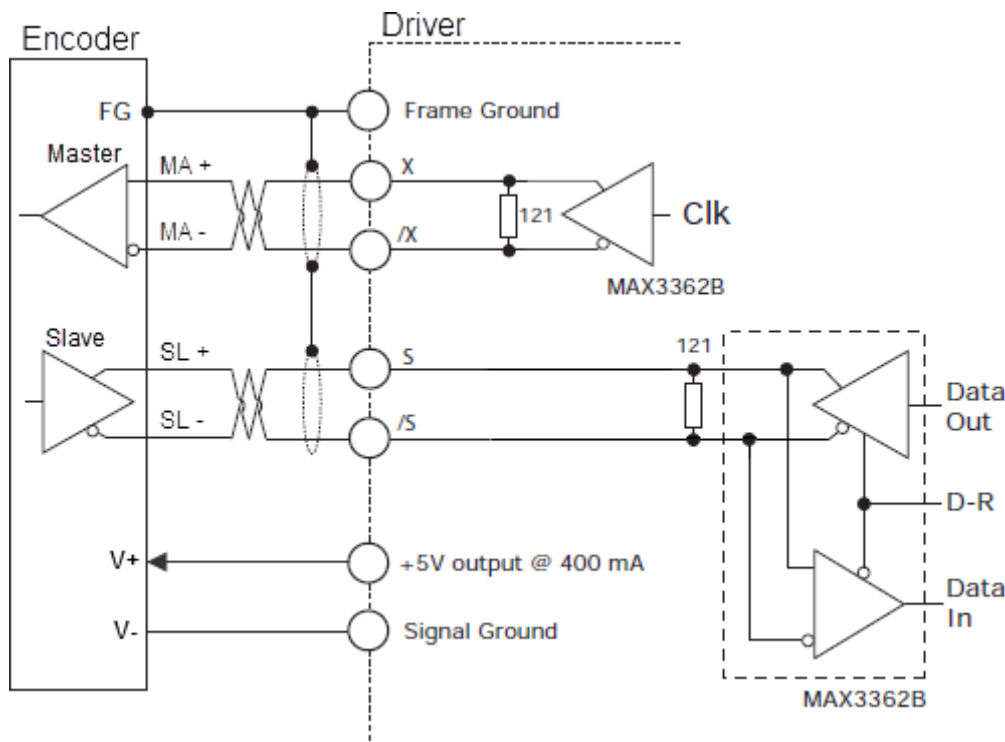 Encoder
Driver
FG
Frame Ground
Master
MA +
X
121
Clk
MA -
/X
MAX3362B
Slave
SL +
S
121
Data
Out
SL -
/S
D-R
V+
+5V output @ 400 mA
Data
In
V-
Signal Ground
MAX3362B